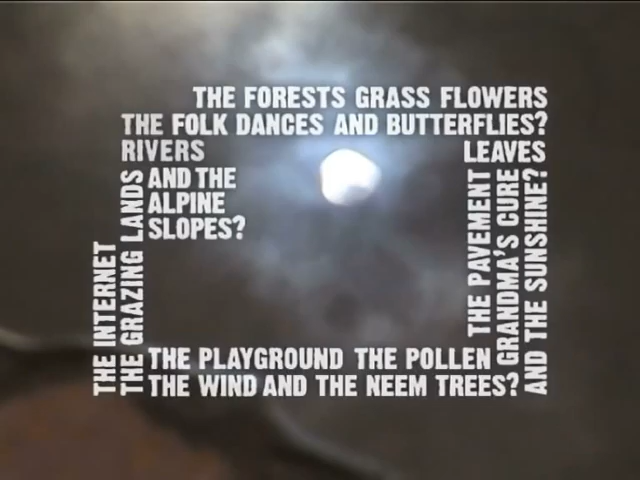 THE FORESTS GRASS FLOWERS
THE FOLK DANCES AND BUTTERFLIES?
RIVERS
LEAVES
AND THE
ALPINE
SLOPES?
THE INTERNET
THE GRAZING LANDS
THE PAVEMENT
GRANDMA'S CURE
AND THE SUNSHINE?
THE PLAYGROUND THE POLLEN
THE WIND AND THE NEEM TREES?